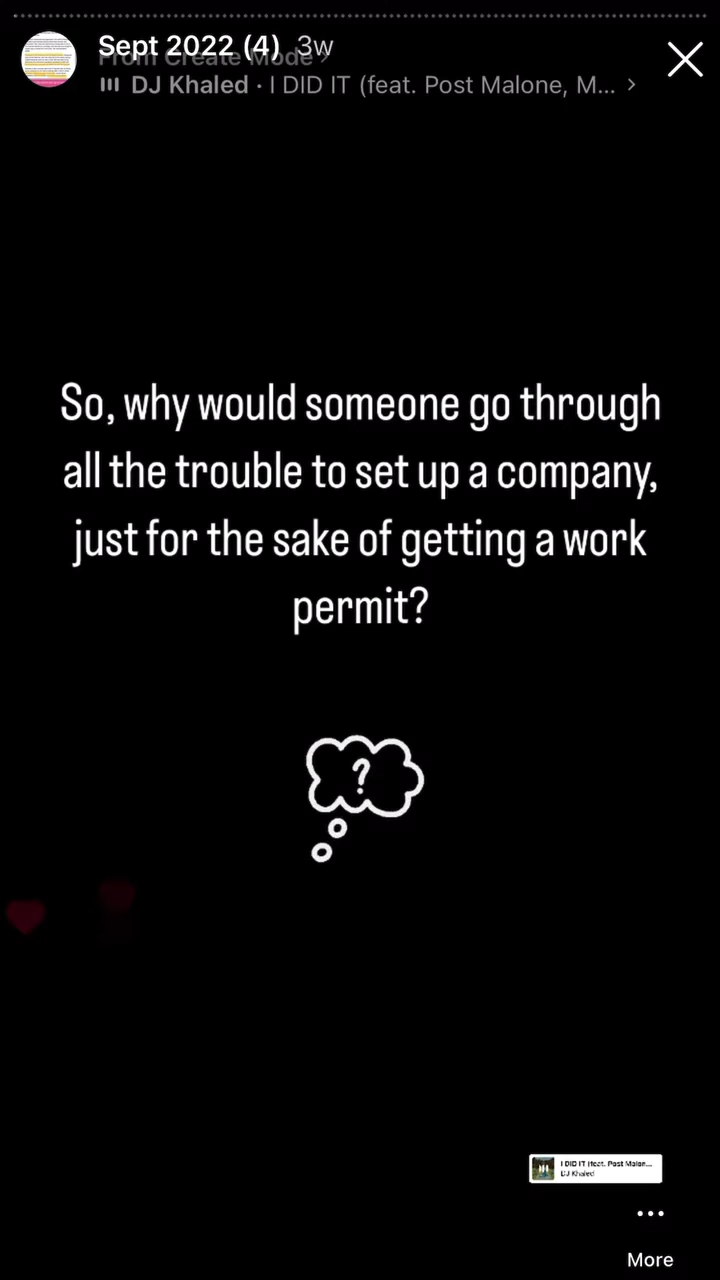 Sept 2022 (4) 3w
From Create Mode
DJ Khaled · I DID IT (feat. Post Malone, M...
So, why would someone go through
all the trouble to set up a company,
just for the sake of getting a work
permit?
?
I DID IT (feat. Post Malon...
DJ Khaled
More